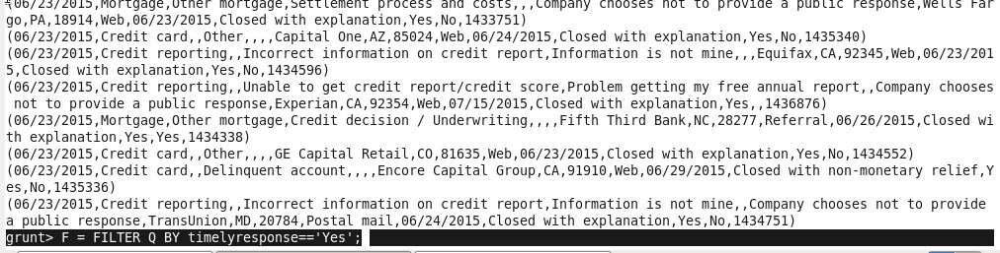 (06/23/2015,Mortgage,Other mortgage,Settlement process and costs,,,Company chooses not to provide a public response,Wells Far
go,PA,18914,Web,06/23/2015,Closed with explanation,Yes,No,1433751)
(06/23/2015,Credit card,,Other,,,,Capital One,AZ,85024,Web,06/24/2015,Closed with explanation,Yes,No,1435340)
(06/23/2015,Credit reporting,,Incorrect information on credit report,Information is not mine,,,Equifax,CA,92345,Web,06/23/201
5,Closed with explanation,Yes,No,1434596)
(06/23/2015,Credit reporting,,Unable to get credit report/credit score,Problem getting my free annual report,,Company chooses
 not to provide a public response,Experian,CA,92354,Web,07/15/2015,Closed with explanation,Yes,,1436876)
(06/23/2015,Mortgage,Other mortgage,Credit decision / Underwriting,,,,Fifth Third Bank,NC,28277,Referral,06/26/2015,Closed wi
th explanation,Yes,Yes,1434338)
(06/23/2015,Credit card,,Other,,,,GE Capital Retail,CO,81635,Web,06/23/2015,Closed with explanation,Yes,No,1434552)
(06/23/2015,Credit card,,Delinquent account,,,,Encore Capital Group,CA,91910,Web,06/29/2015,Closed with non-monetary relief,Y
es,No,1435336)
(06/23/2015,Credit reporting,,Incorrect information on credit report,Information is not mine,,Company chooses not to provide
a public response,TransUnion,MD,20784,Postal mail,06/24/2015,Closed with explanation,Yes,No,1434751)
grunt> F = FILTER Q BY timelyresponse=='Yes';